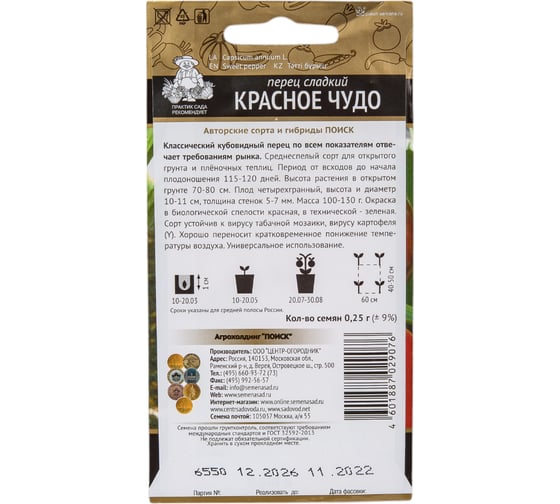 LA Capsicum annuum L.
EN Sweet pepper KZ Тәтті бұрыш
ПРАКТИК САДА
РЕКОМЕНДУЕТ
перец сладкий
КРАСНОЕ ЧУДО
Авторские сорта и гибриды ПОИСК
Классический кубовидный перец по всем показателям отве-
чает требованиям рынка. Среднеспелый сорт для открытого
грунта и плёночных теплиц. Период от всходов до начала
плодоношения 115-120 дней. Высота растения в открытом
грунте 70-80 см. Плод четырехгранный, высота и диаметр
10-11 см, толщина стенок 5-7 мм. Масса 100-130 г. Окраска
в биологической спелости красная, в технической - зеленая.
Сорт устойчив к вирусу табачной мозаики, вирусу картофеля
(Y). Хорошо переносит кратковременное понижение темпе-
ратуры воздуха. Универсальное использование.
1 см
40-50 см
10-20.03 10-20.05 20.07-30.08 60 см
Сроки указаны для средней полосы России.
Кол-во семян 0,25 г (± 9%)
Агрохолдинг "ПОИСК"
Производитель: ООО "ЦЕНТР-ОГОРОДНИК"
Адрес: Россия, 140153, Московская обл.,
Раменский р-н, д. Верея, Островецкое ш., стр. 500
Тел.: (495) 660-93-72 (73)
Факс: (495) 992-56-57
E-mail: info@semenasad.ru
Web: www.semenasad.ru
Интернет-магазин: www.online.semenasad.ru
www.centrsadovoda.ru www.sadovod.net
Семена почтой: 105037 Москва, а/я 55
4 601887 029076
Семена прошли грунтконтроль, соответствуют требованиям
международных стандартов и ГОСТ 32592-2013
Не подлежат обязательной сертификации.
Хранить в сухом прохладном месте.
6550 12.2026 11.2022
Партия №: Реализовать до: Дата фасовки: